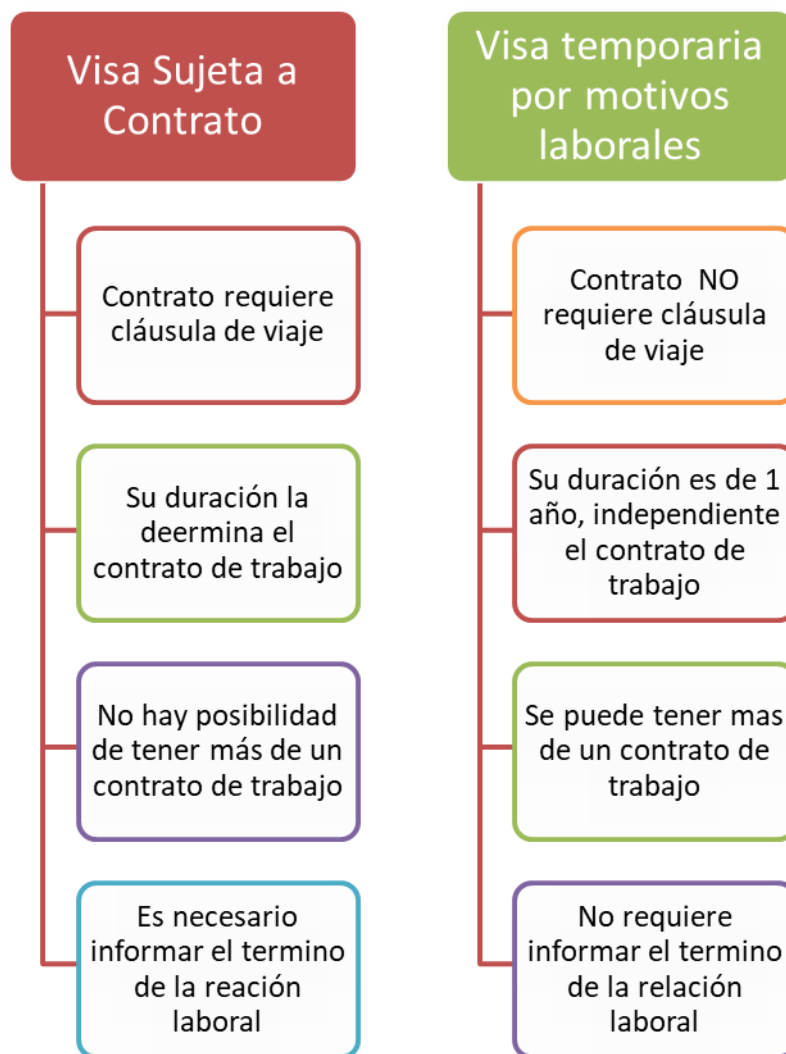 Visa Sujeta a
Contrato
Contrato requiere
cláusula de viaje
Su duración la
deermina el
contrato de trabajo
No hay posibilidad
de tener más de un
contrato de trabajo
Es necesario
informar el termino
de la reación
laboral
Visa temporaria
por motivos
laborales
Contrato NO
requiere cláusula
de viaje
Su duración es de 1
año, independiente
el contrato de
trabajo
Se puede tener mas
de un contrato de
trabajo
No requiere
informar el termino
de la relación
laboral